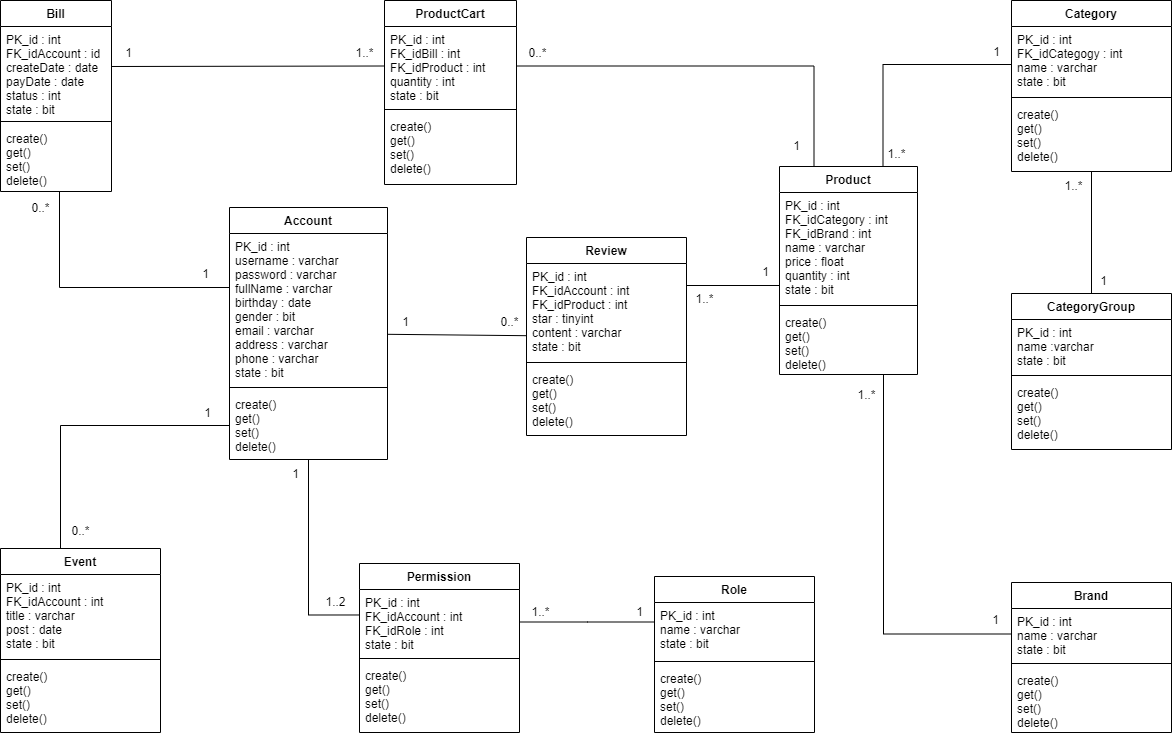 Bill
PK_id : int
FK_idAccount : id
createDate : date
payDate : date
status : int
state : bit
create()
get()
set()
delete()
1
1..*
ProductCart
PK_id : int
FK_idBill : int
FK_idProduct : int
quantity : int
state : bit
create()
get()
set()
delete()
0..*
1
Category
PK_id : int
FK_idCategogy : int
name : varchar
state : bit
create()
get()
set()
delete()
1
1..*
1..*
1
0..*
1
Account
PK_id : int
username : varchar
password : varchar
fullName : varchar
birthday : date
gender : bit
email : varchar
address : varchar
phone : varchar
state : bit
create()
get()
set()
delete()
1
0..*
Review
PK_id : int
FK_idAccount : int
FK_idProduct : int
star : tinyint
content : varchar
state : bit
create()
get()
set()
delete()
1..*
1
Product
PK_id : int
FK_idCategory : int
FK_idBrand : int
name : varchar
price : float
quantity : int
state : bit
create()
get()
set()
delete()
1..*
1
CategoryGroup
PK_id : int
name :varchar
state : bit
create()
get()
set()
delete()
1
0..*
1
1..2
Event
PK_id : int
FK_idAccount : int
title : varchar
post : date
state : bit
create()
get()
set()
delete()
Permission
PK_id : int
FK_idAccount : int
FK_idRole : int
state : bit
create()
get()
set()
delete()
1..*
1
Role
PK_id : int
name : varchar
state : bit
create()
get()
set()
delete()
Brand
PK_id : int
name : varchar
state : bit
create()
get()
set()
delete()